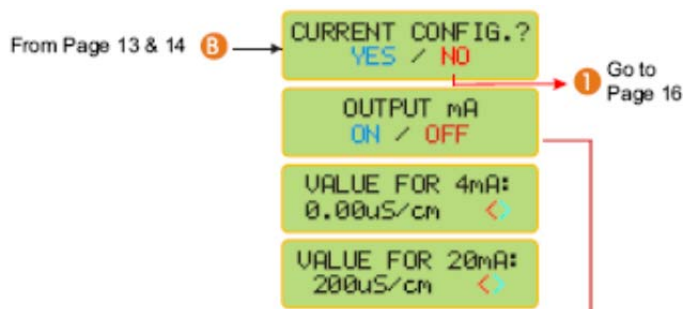 CURRENT CONFIG.?
From Page 13 & 14 B
YES / NO
1 Go to
Page 16
OUTPUT mA
ON / OFF
VALUE FOR 4mA:
0.00uS/cm <>
VALUE FOR 20mA:
200uS/cm <>